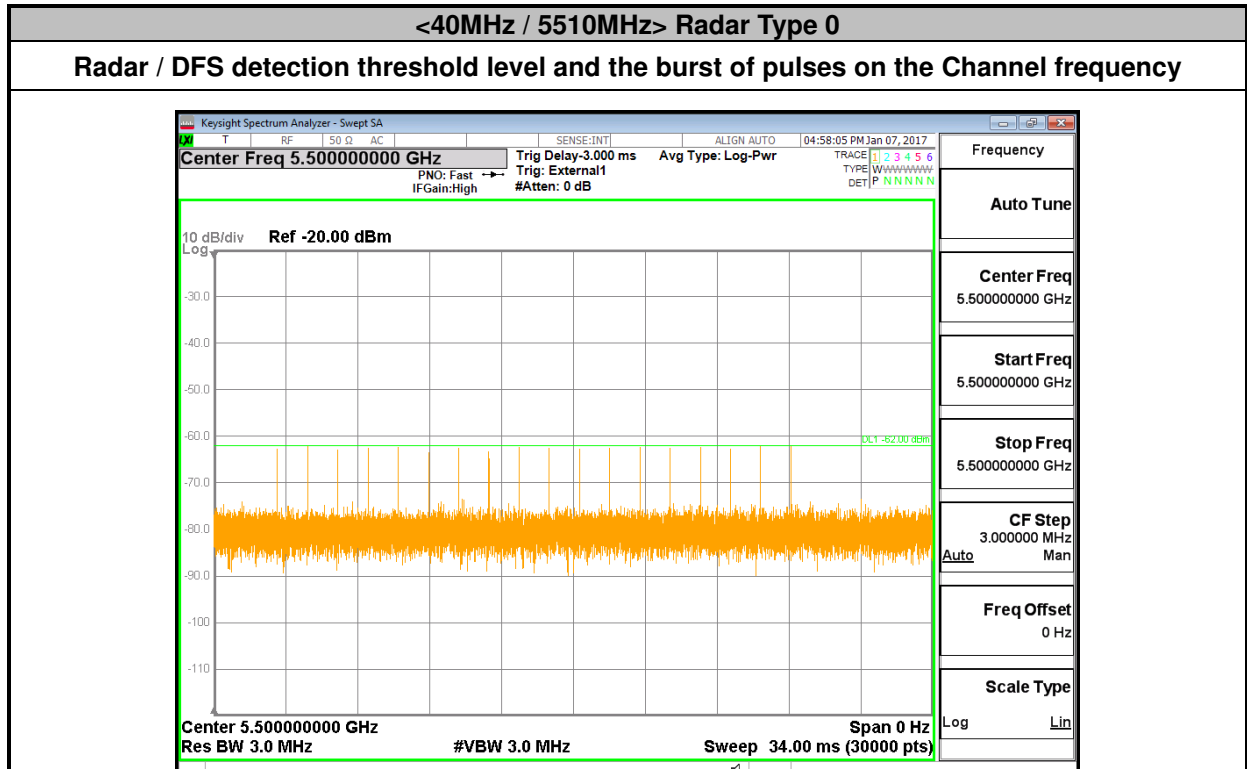 <40MHz / 5510MHz> Radar Type 0
Radar / DFS detection threshold level and the burst of pulses on the Channel frequency
Keysight Spectrum Analyzer - Swept SA
LXI T RF 50 Ω AC SENSE:INT ALIGN AUTO 04:58:05 PM Jan 07, 2017
Center Freq 5.500000000 GHz
PNO: Fast
IFGain:High
Trig Delay-3.000 ms
Trig: External1
#Atten: 0 dB
Avg Type: Log-Pwr
TRACE 1 2 3 4 5 6
TYPE WWWWWW
DET P N N N N N
Frequency
Auto Tune
Center Freq
5.500000000 GHz
Start Freq
5.500000000 GHz
Stop Freq
5.500000000 GHz
CF Step
3.000000 MHz
Auto Man
Freq Offset
0 Hz
Scale Type
Log Lin
10 dB/div Ref -20.00 dBm
Log
-30.0
-40.0
-50.0
-60.0
DL1 -62.00 dBm
-70.0
-80.0
-90.0
-100
-110
Center 5.500000000 GHz Span 0 Hz
Res BW 3.0 MHz #VBW 3.0 MHz Sweep 34.00 ms (30000 pts)